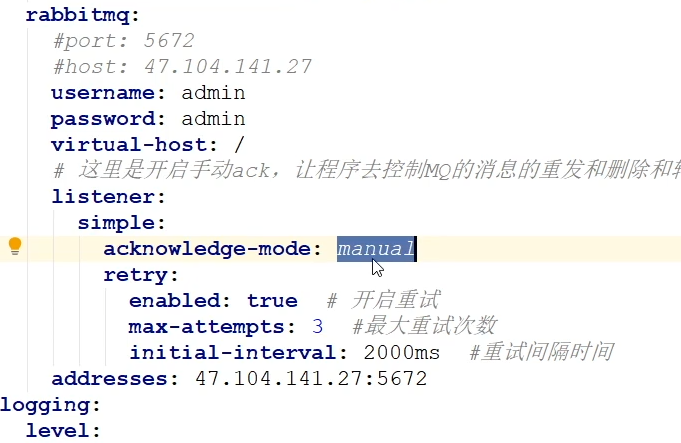 rabbitmq:
#port: 5672
#host: 47.104.141.27
username: admin
password: admin
virtual-host: /
# 这里是开启手动ack，让程序去控制MQ的消息的重发和删除和转
listener:
simple:
acknowledge-mode: manual
retry:
enabled: true # 开启重试
max-attempts: 3 #最大重试次数
initial-interval: 2000ms #重试间隔时间
addresses: 47.104.141.27:5672
logging:
level: